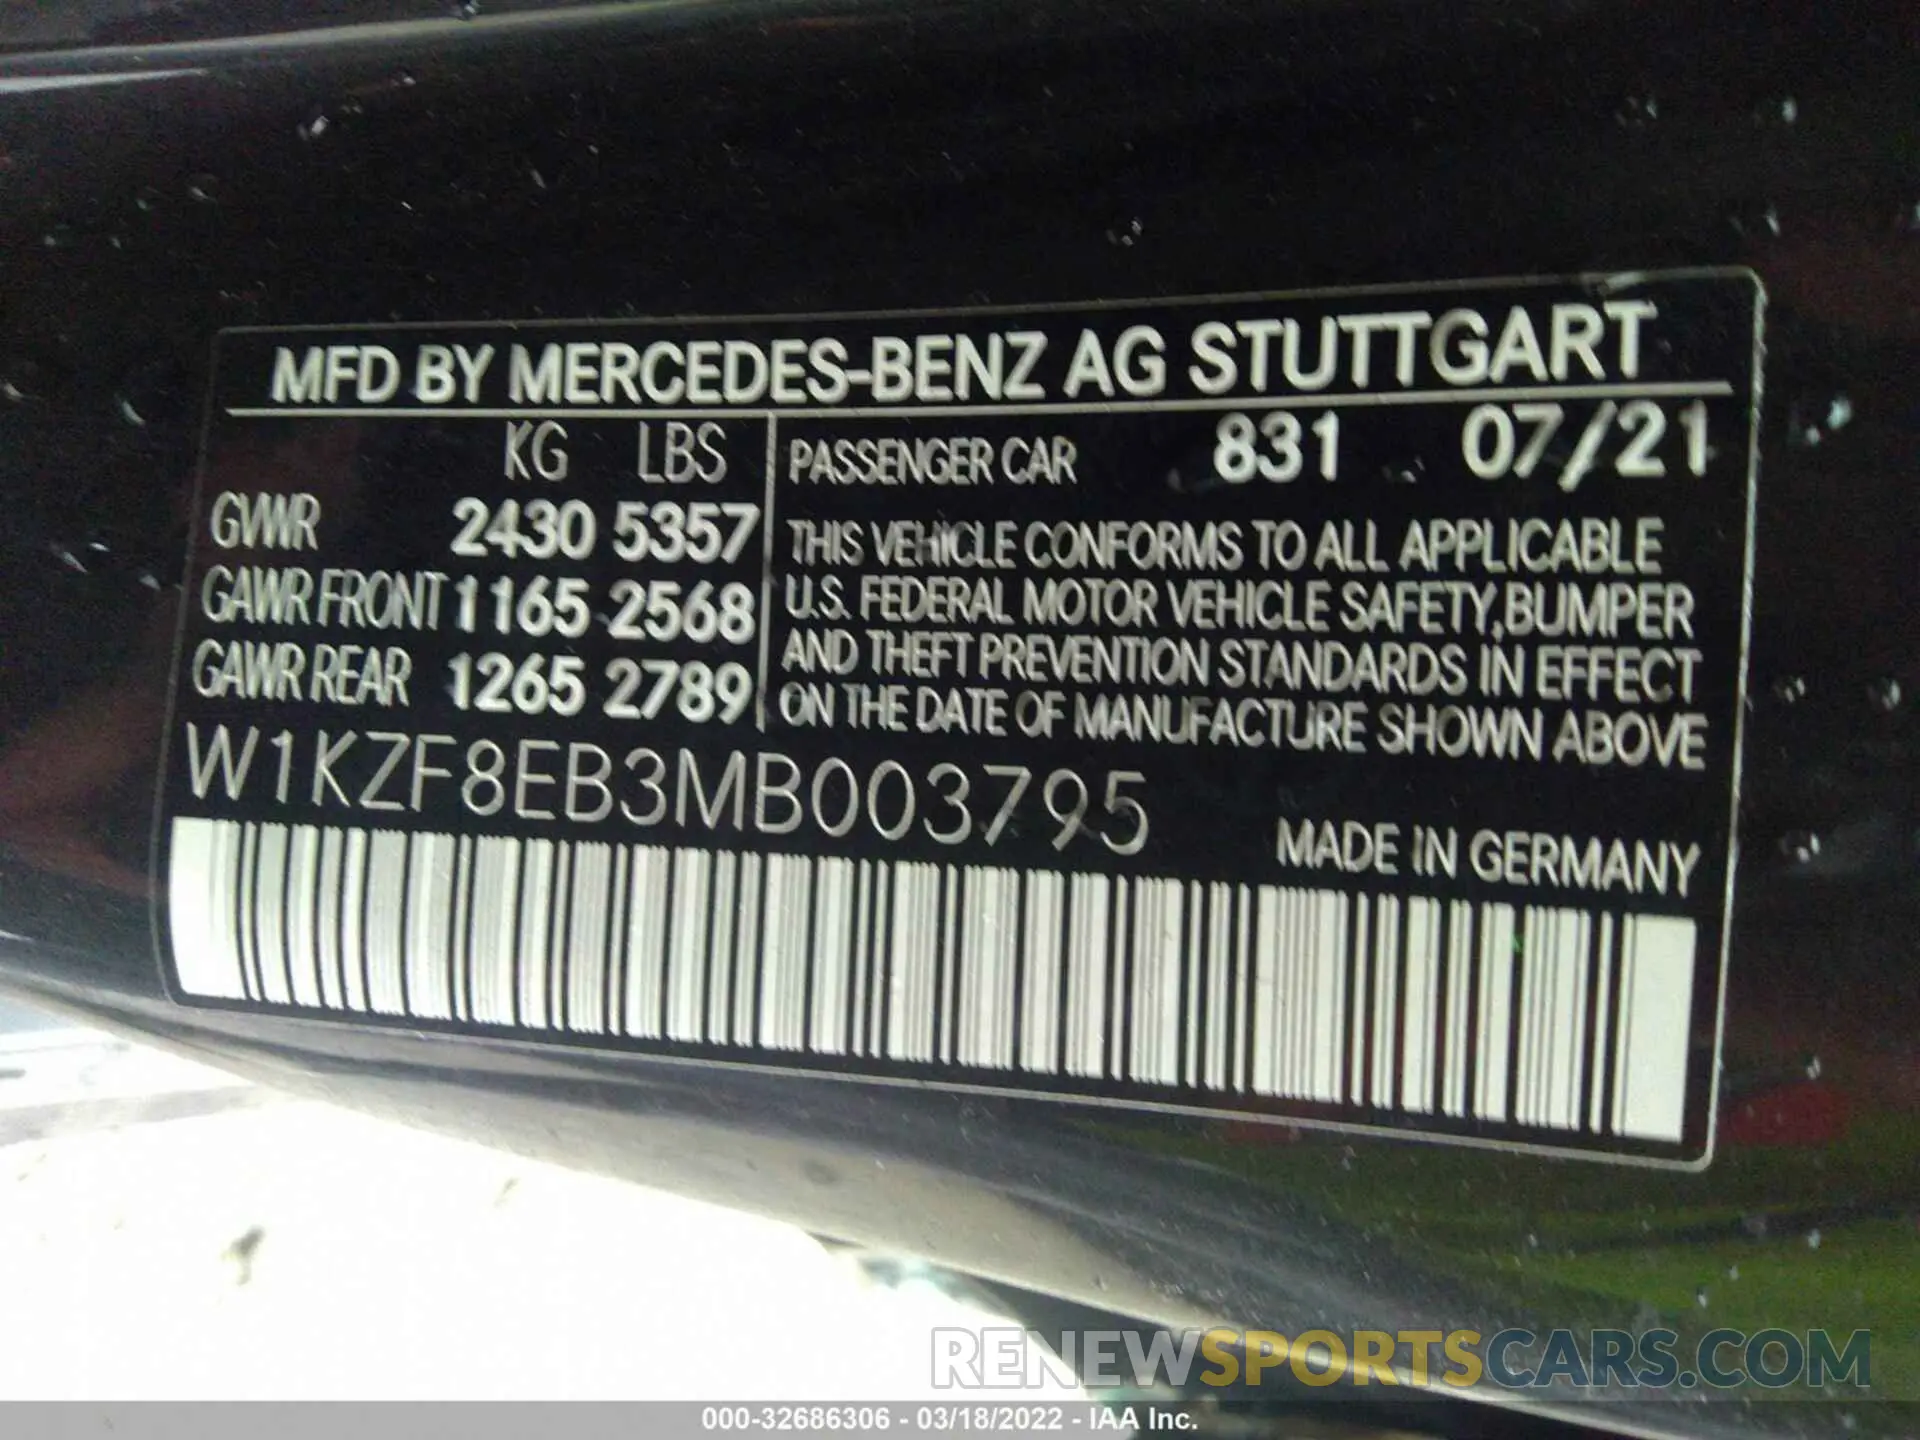 MFD BY MERCEDES-BENZ AG STUTTGART
KG LBS
GVWR 2430 5357
GAWR FRONT 1165 2568
GAWR REAR 1265 2789
PASSENGER CAR 831 07/21
THIS VEHICLE CONFORMS TO ALL APPLICABLE
U.S. FEDERAL MOTOR VEHICLE SAFETY, BUMPER
AND THEFT PREVENTION STANDARDS IN EFFECT
ON THE DATE OF MANUFACTURE SHOWN ABOVE
W1KZF8EB3MB003795
MADE IN GERMANY
RENEWSPORTSCARS.COM
000-32686306 - 03/18/2022 - IAA Inc.